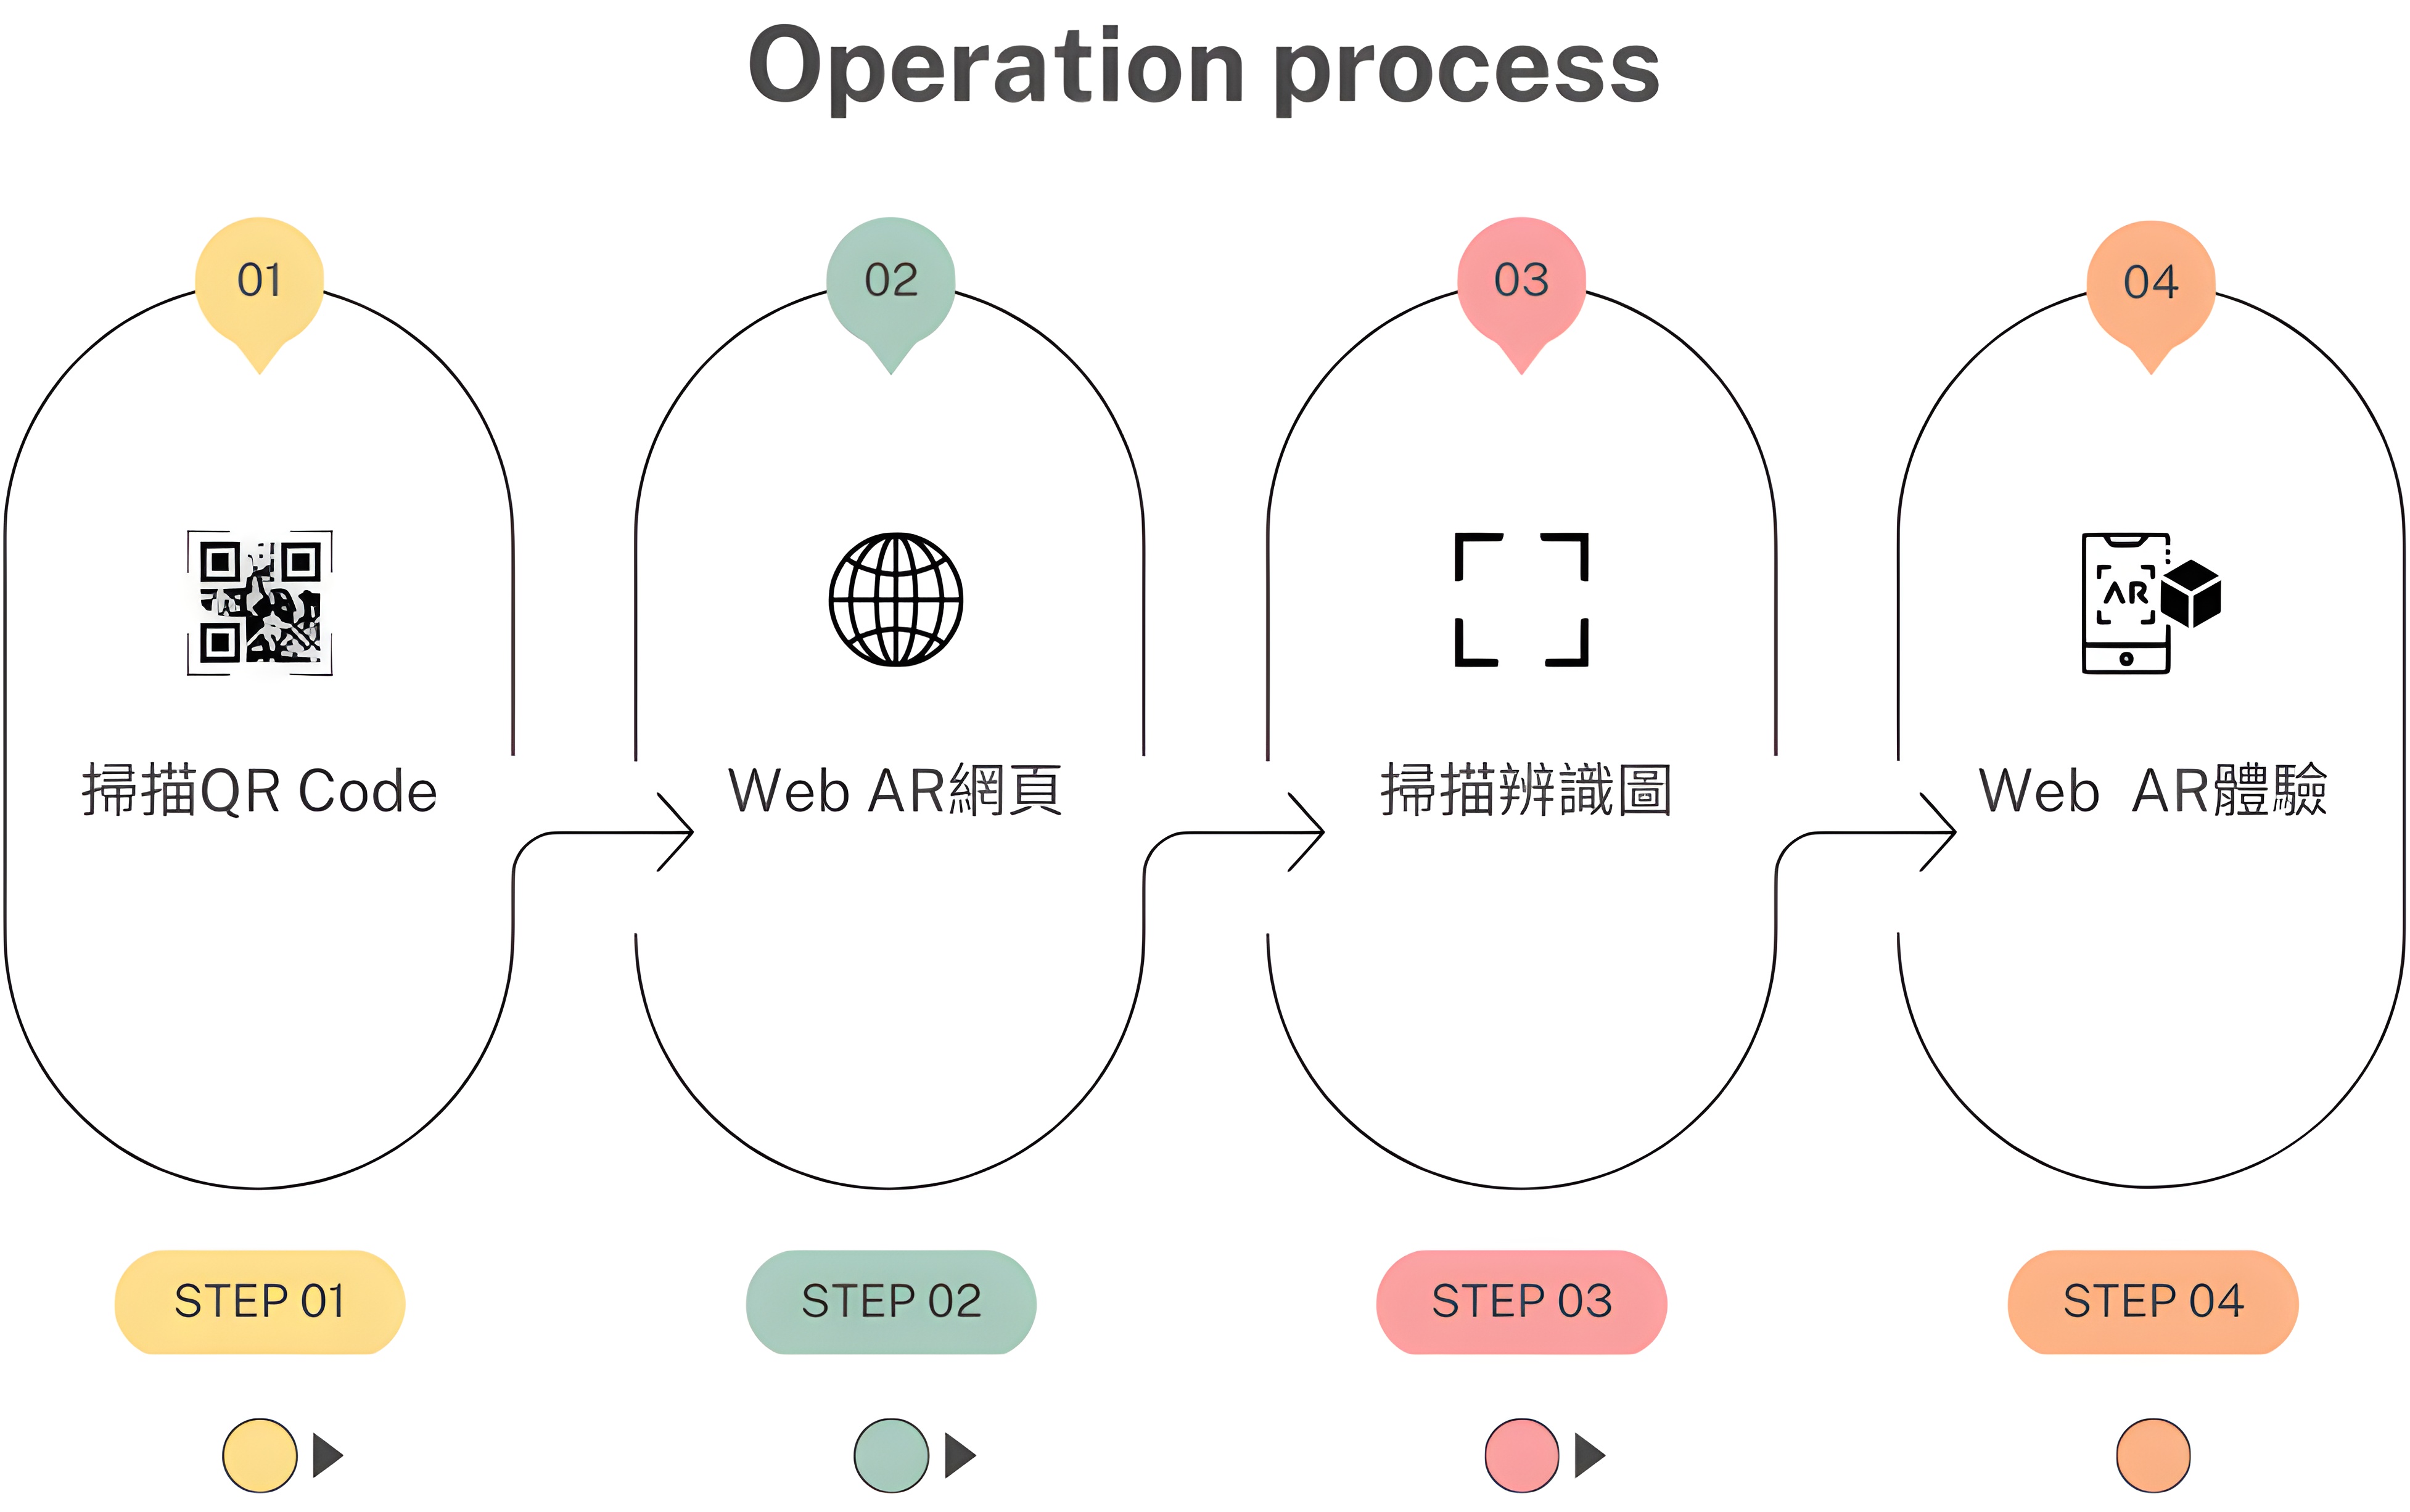 Operation process
01
02
03
04
AR
掃描QR Code
Web AR網頁
掃描辨識圖
Web AR體驗
STEP 01
STEP 02
STEP 03
STEP 04